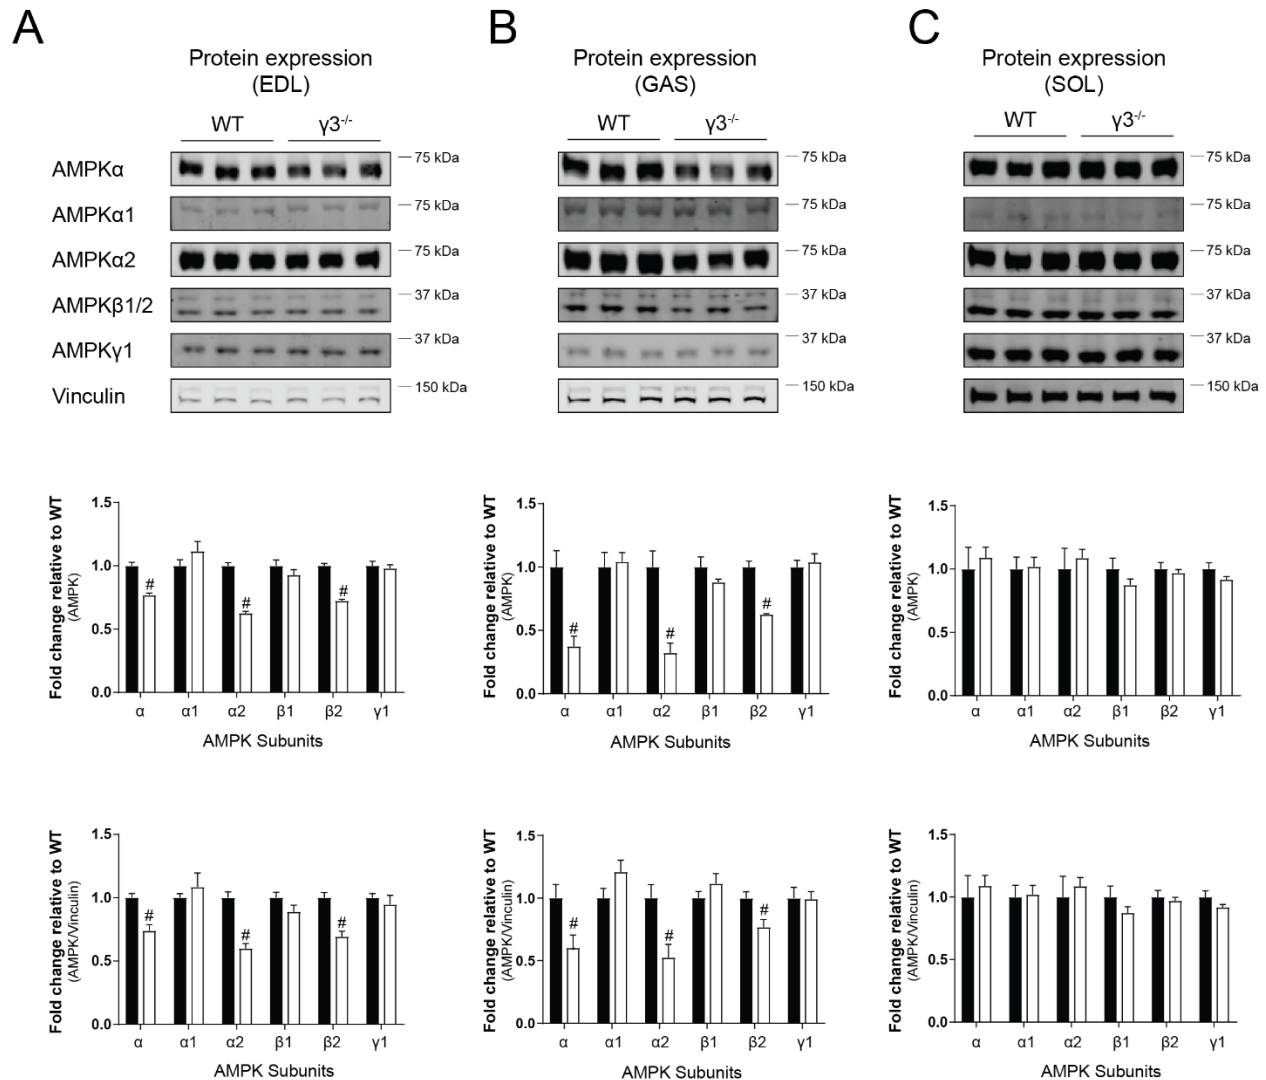 A
Protein expression
(EDL)
WT γ3-/-
AMPKα
AMPKα1
AMPKα2
AMPKβ1/2
AMPKγ1
Vinculin
75 kDa
75 kDa
75 kDa
37 kDa
37 kDa
150 kDa
B
Protein expression
(GAS)
WT γ3-/-
75 kDa
75 kDa
75 kDa
37 kDa
37 kDa
150 kDa
C
Protein expression
(SOL)
WT γ3-/-
75 kDa
75 kDa
75 kDa
37 kDa
37 kDa
150 kDa
Fold change relative to WT
(AMPK)
1.5
1.0
0.5
0.0
# # #
α α1 α2 β1 β2 γ1
AMPK Subunits
Fold change relative to WT
(AMPK)
1.5
1.0
0.5
0.0
# # #
α α1 α2 β1 β2 γ1
AMPK Subunits
Fold change relative to WT
(AMPK)
1.5
1.0
0.5
0.0
α α1 α2 β1 β2 γ1
AMPK Subunits
Fold change relative to WT
(AMPK/Vinculin)
1.5
1.0
0.5
0.0
# # #
α α1 α2 β1 β2 γ1
AMPK Subunits
Fold change relative to WT
(AMPK/Vinculin)
1.5
1.0
0.5
0.0
# # #
α α1 α2 β1 β2 γ1
AMPK Subunits
Fold change relative to WT
(AMPK/Vinculin)
1.5
1.0
0.5
0.0
α α1 α2 β1 β2 γ1
AMPK Subunits